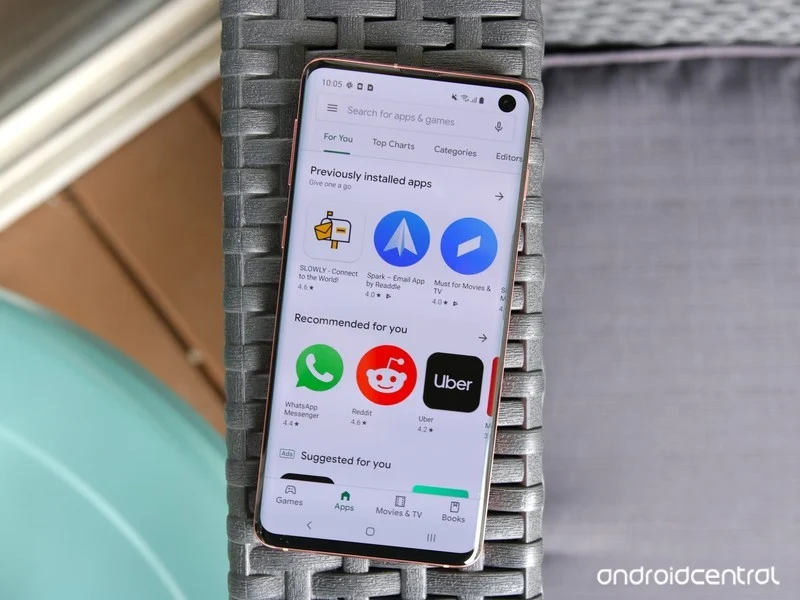 10:05
Search for apps & games
For You Top Charts Categories Editors
Previously installed apps
Give one a go
SLOWLY - Connect
to the World!
4.6 ★
Spark – Email App
by Readdle
4.0 ★
Must for Movies &
TV
4.0 ★
Recommended for you
WhatsApp
Messenger
4.4 ★
Reddit
4.6 ★
Uber
Uber
4.2 ★
Ads Suggested for you
Games Apps Movies & TV Books
androidcentral